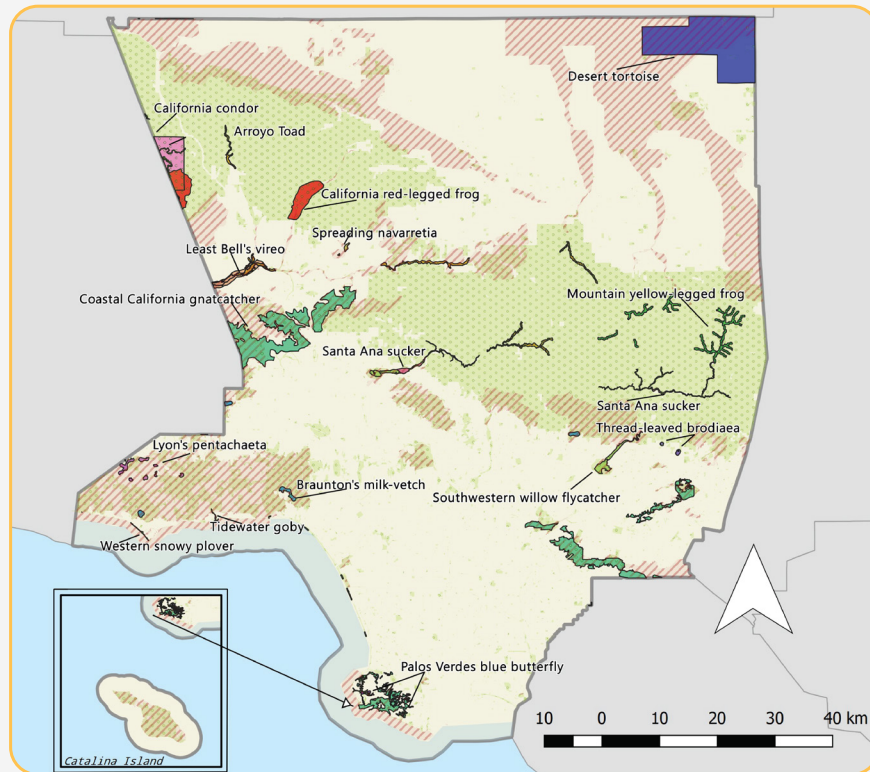 Desert tortoise
California condor
Arroyo Toad
California red-legged frog
Spreading navarretia
Least Bell's vireo
Coastal California gnatcatcher
Mountain yellow-legged frog
Santa Ana sucker
Santa Ana sucker
Thread-leaved brodiaea
Lyon's pentachaeta
Braunton's milk-vetch
Southwestern willow flycatcher
Tidewater goby
Western snowy plover
Palos Verdes blue butterfly
10 0 10 20 30 40 km
Catalina Island